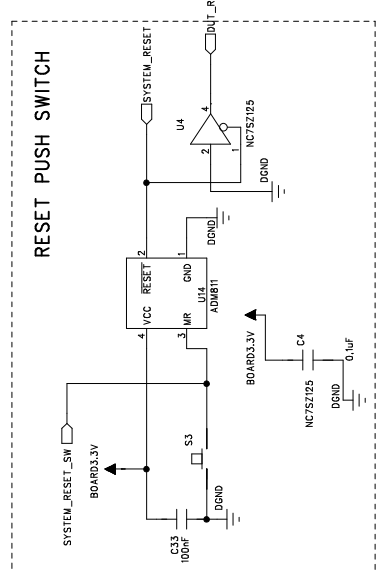 RESET PUSH SWITCH
SYSTEM_RESET_SW
BOARD3.3V
C33
100nF
DGND
S3
4
VCC
3
MR
U14
ADM811
RESET
2
GND
1
DGND
SYSTEM_RESET
U4
2
4
1
NC7SZ125
DGND
DUT_R
BOARD3.3V
C4
0.1uF
NC7SZ125
DGND